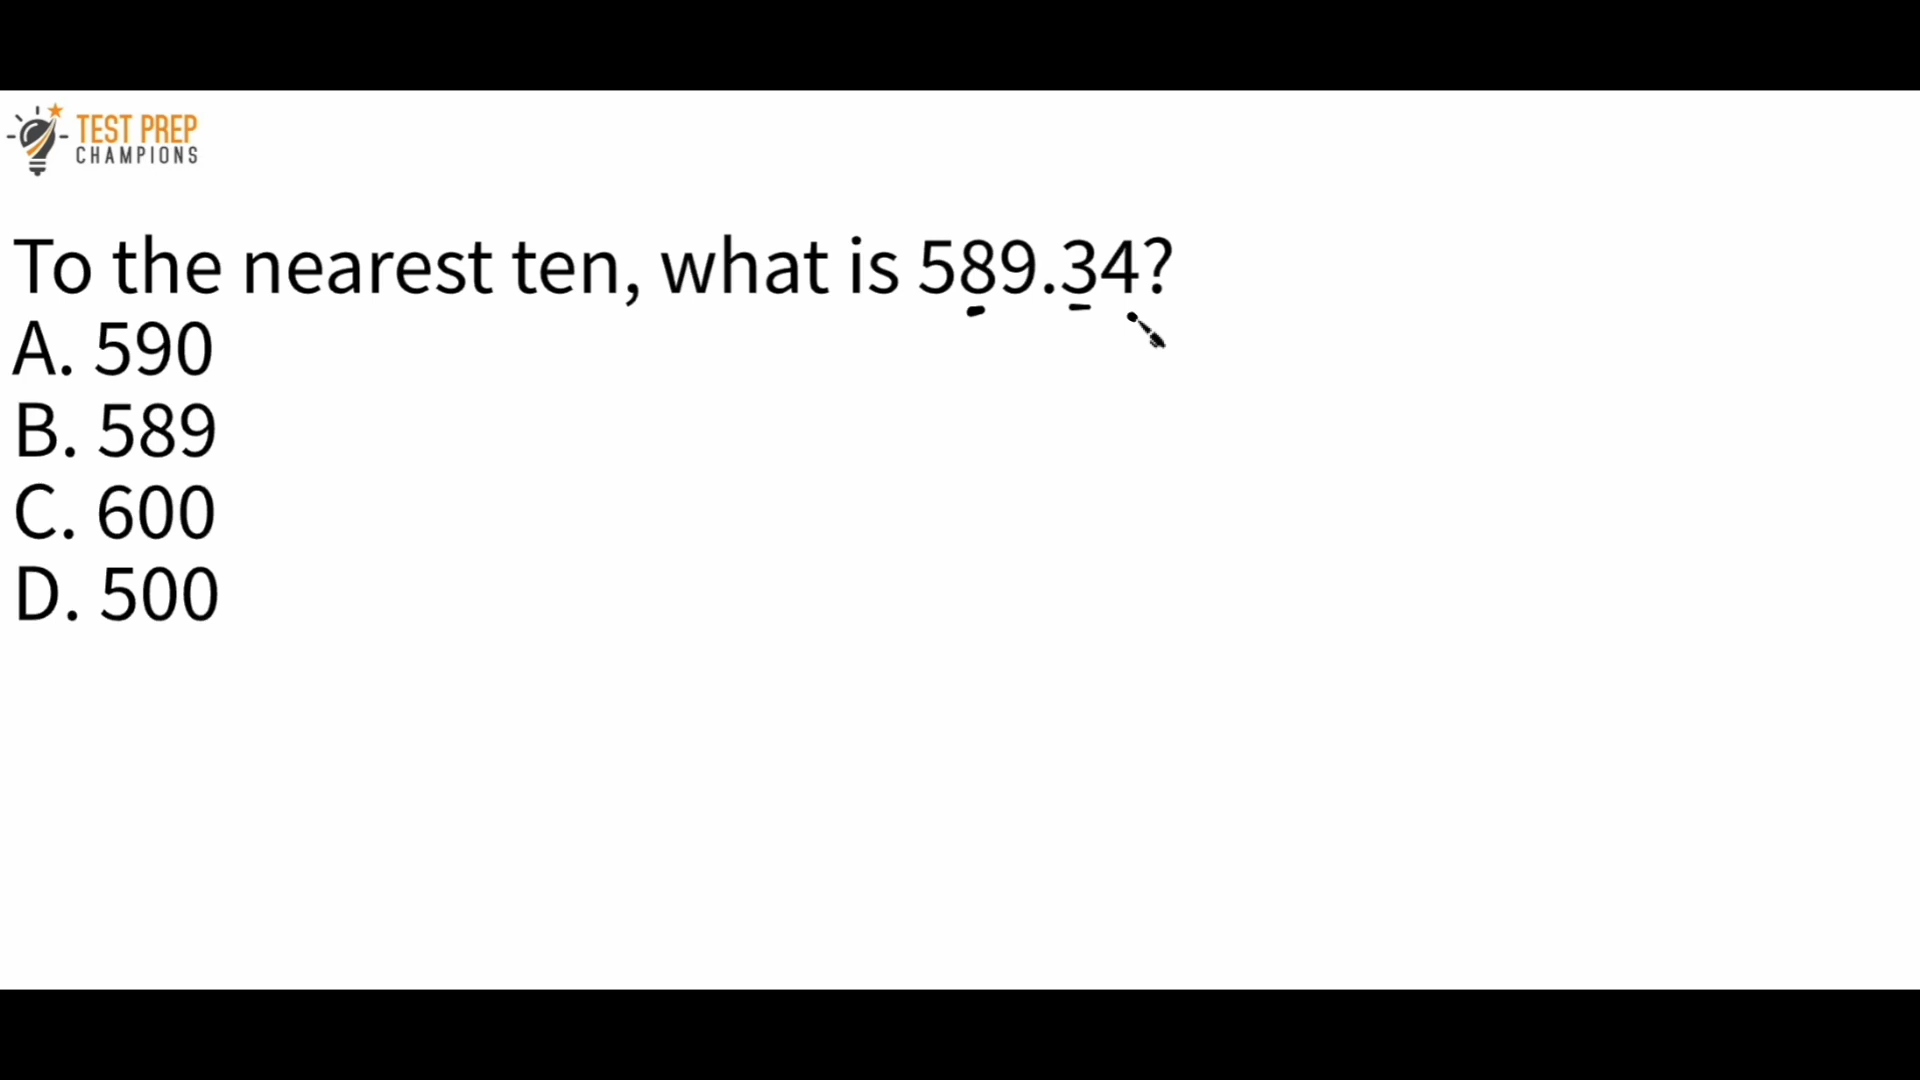 TEST PREP
CHAMPIONS
To the nearest ten, what is 589.34?
A. 590
B. 589
C. 600
D. 500